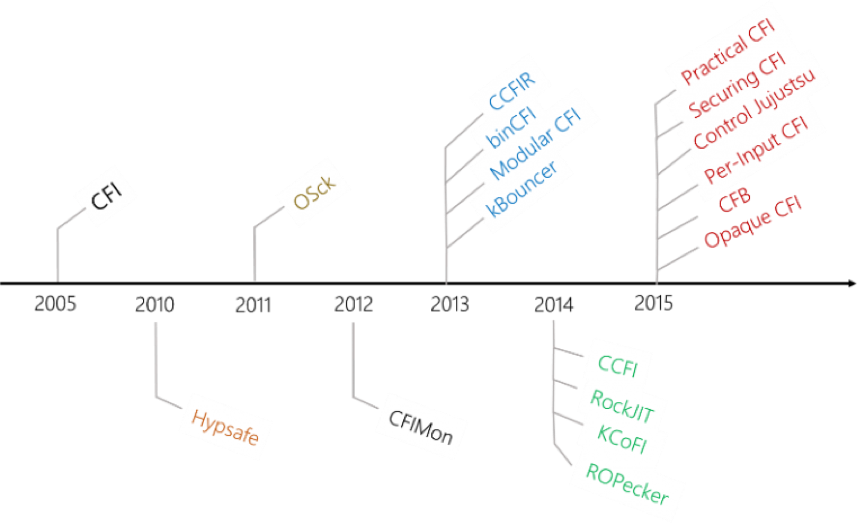 Practical CFI
Securing CFI
Control Jujustsu
Per-Input CFI
CFB
Opaque CFI
CCFIR
binCFI
Modular CFI
kBouncer
CFI
OSck
2005 2010 2011 2012 2013 2014 2015
Hypsafe
CFIMon
CCFI
RockJIT
KCoFI
ROPecker